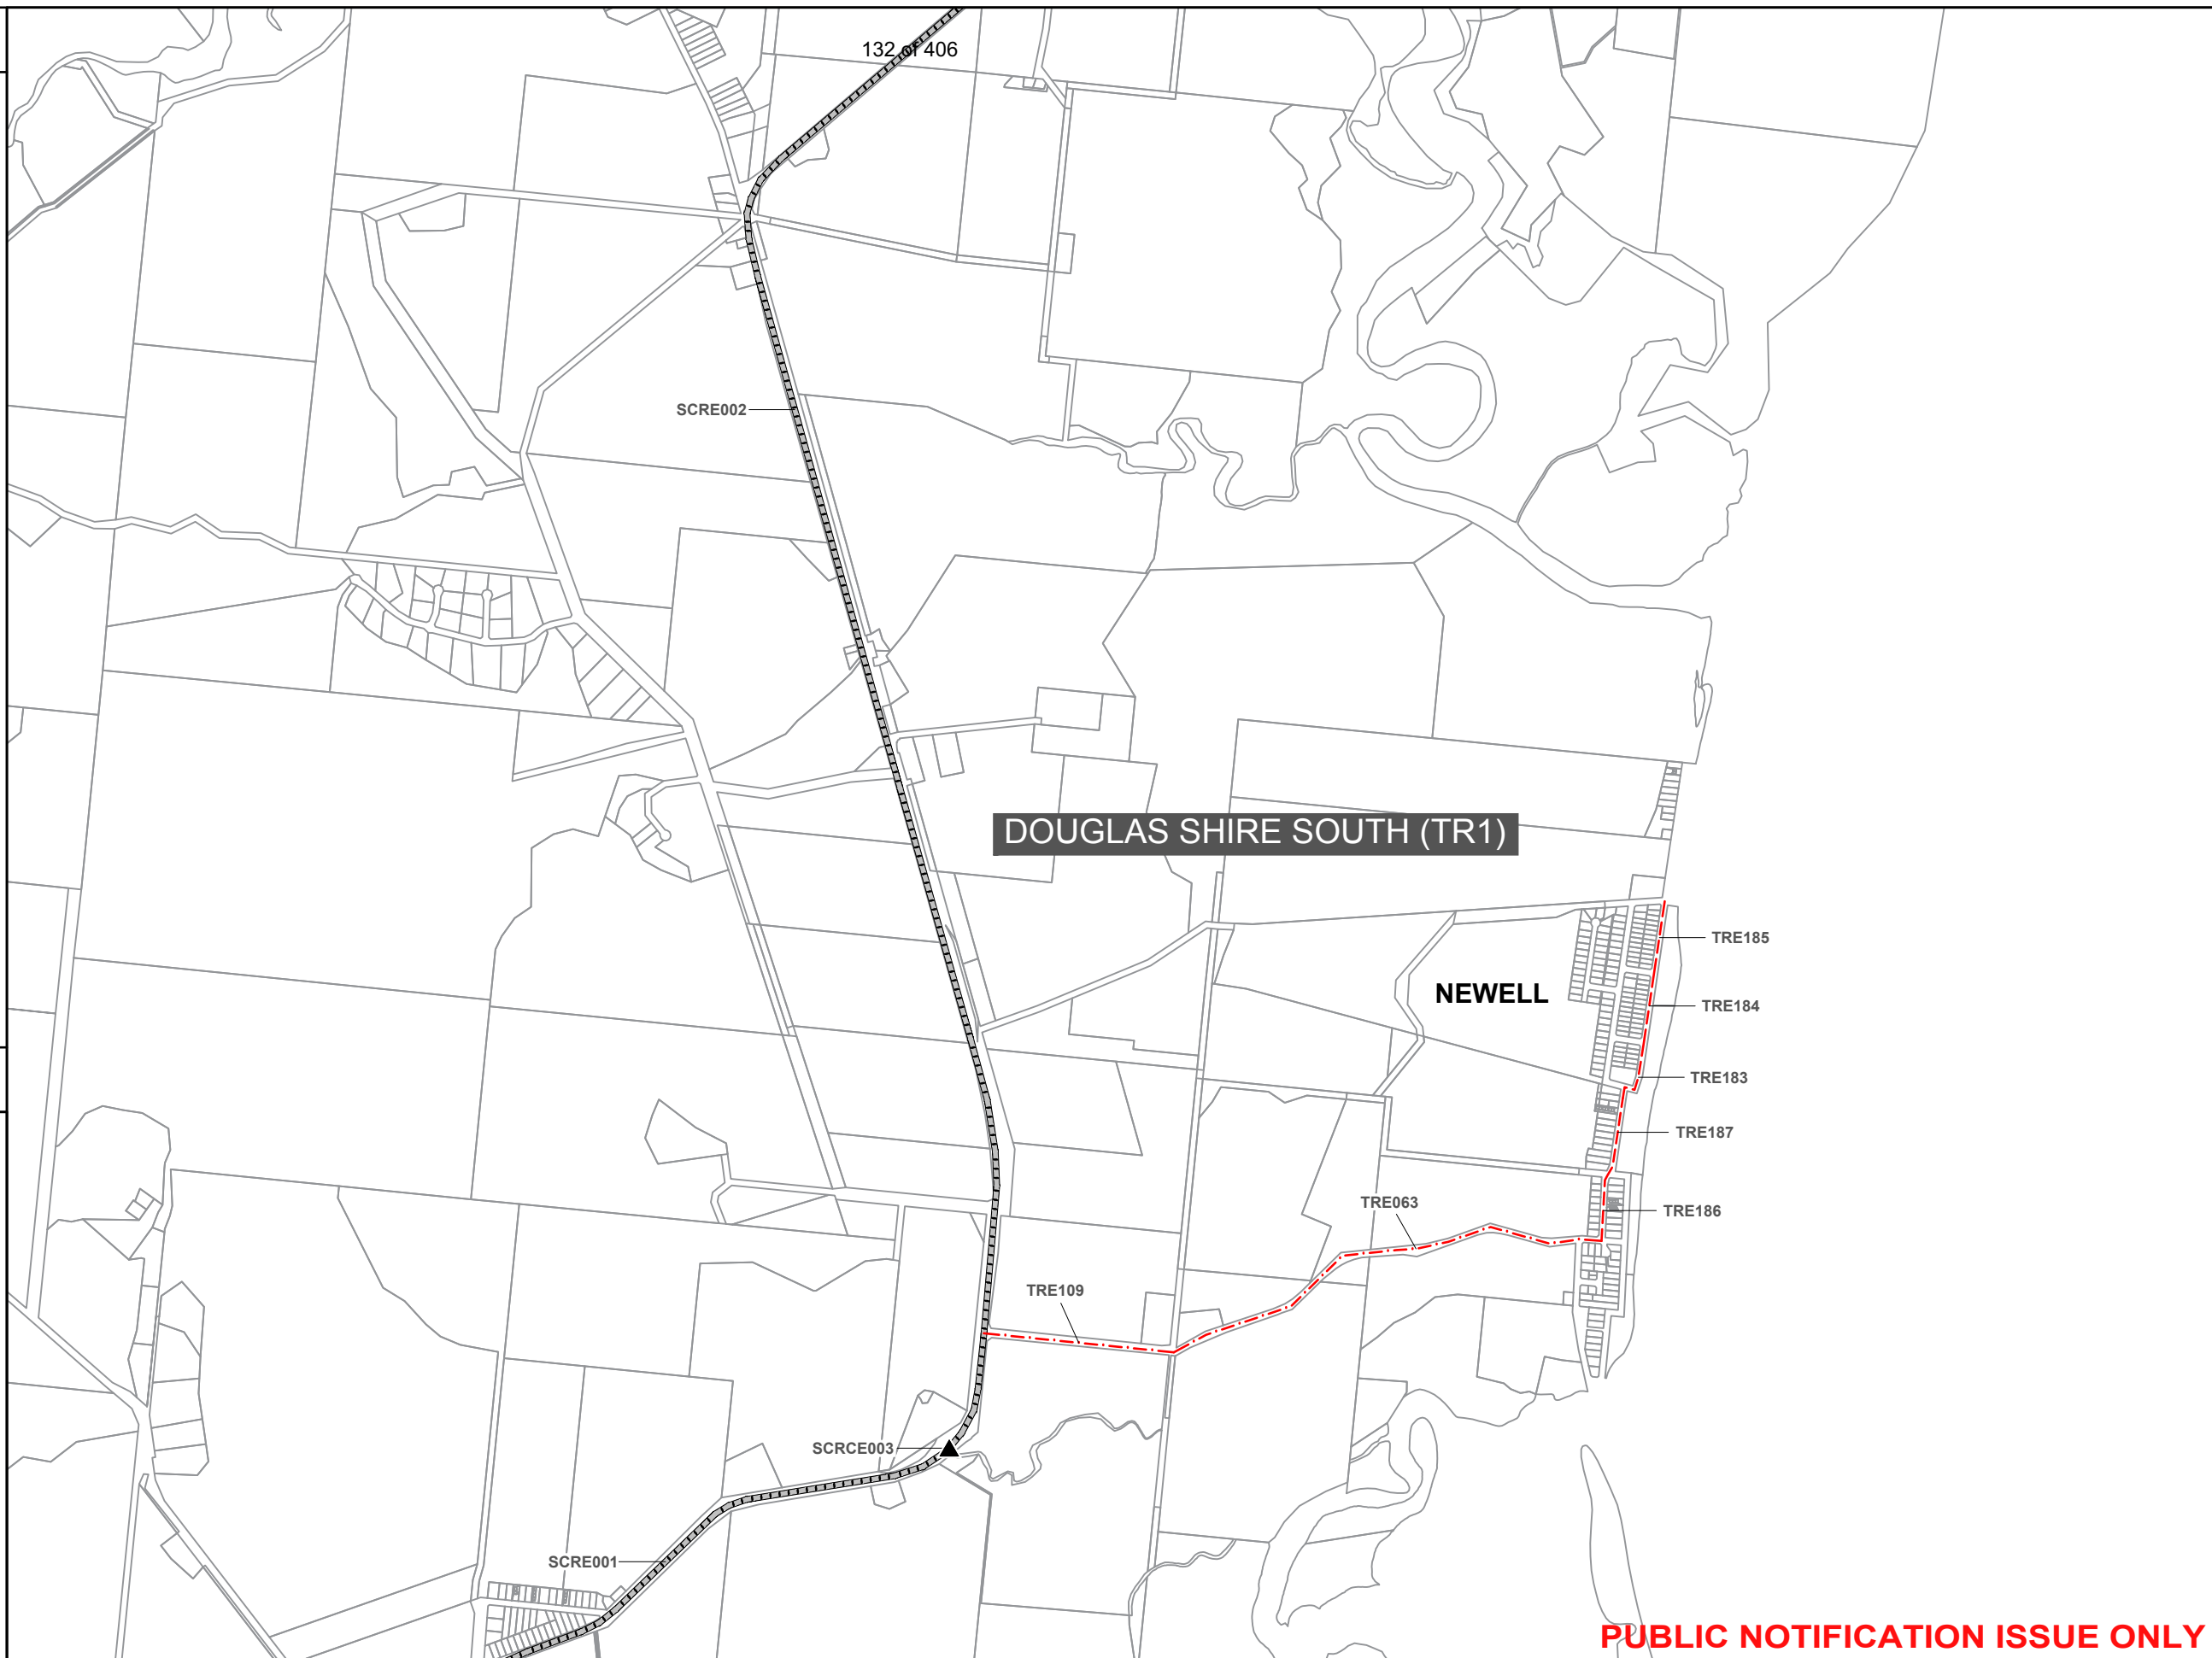 132 of 406
SCRE002
DOUGLAS SHIRE SOUTH (TR1)
TRE185
NEWELL
TRE184
TRE183
TRE187
TRE063
TRE186
TRE109
SCRCE003
SCRE001
PUBLIC NOTIFICATION ISSUE ONLY